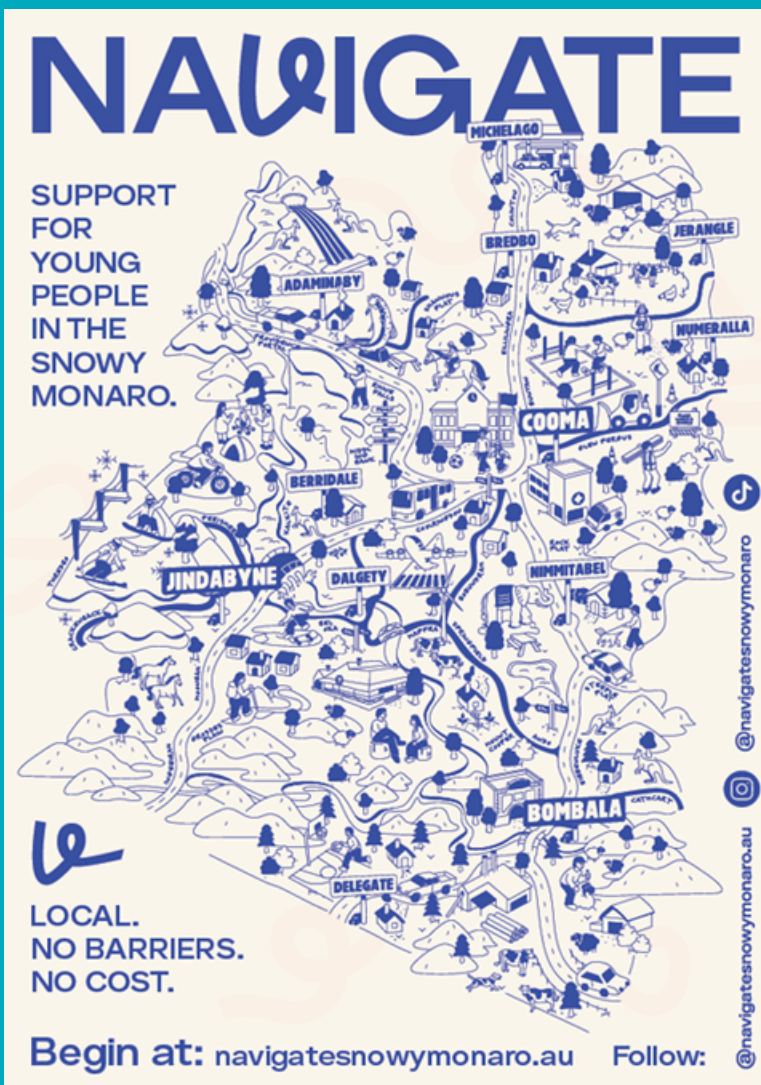 NAVIGATE
SUPPORT
FOR
YOUNG
PEOPLE
IN THE
SNOWY
MONARO.
MICHELAGO
BREDBO
JERANGLE
ADAMINABY
NUMERALLA
COOMA
BERRIDALE
JINDABYNE
DALGETY
NIMMITABEL
BOMBALA
CATHCART
DELEGATE
@navigatesnowymonaro
@navigatesnowymonaro.au
LOCAL.
NO BARRIERS.
NO COST.
Begin at: navigatesnowymonaro.au
Follow: